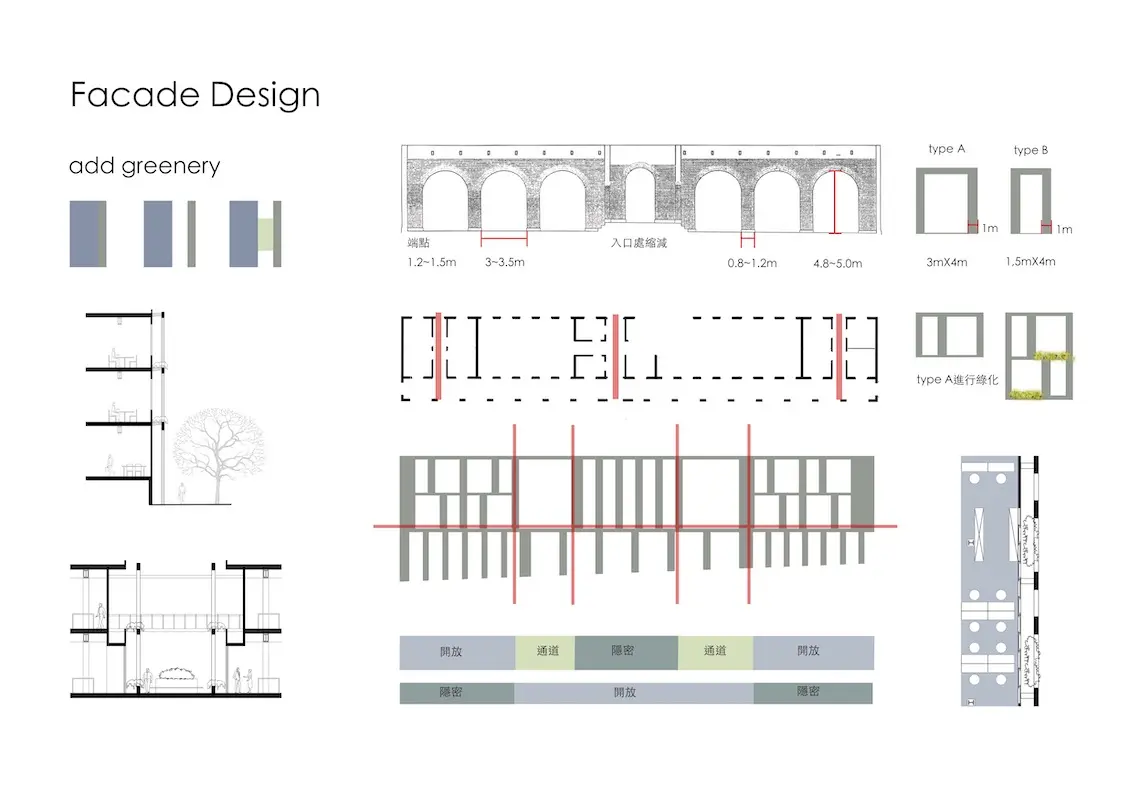 Facade Design
add greenery
端點
入口處縮減
1.2~1.5m
3~3.5m
0.8~1.2m
4.8~5.0m
type A
type B
1m
1m
3mX4m
1,5mX4m
type A進行綠化
開放
通道
隱密
通道
開放
隱密
開放
隱密